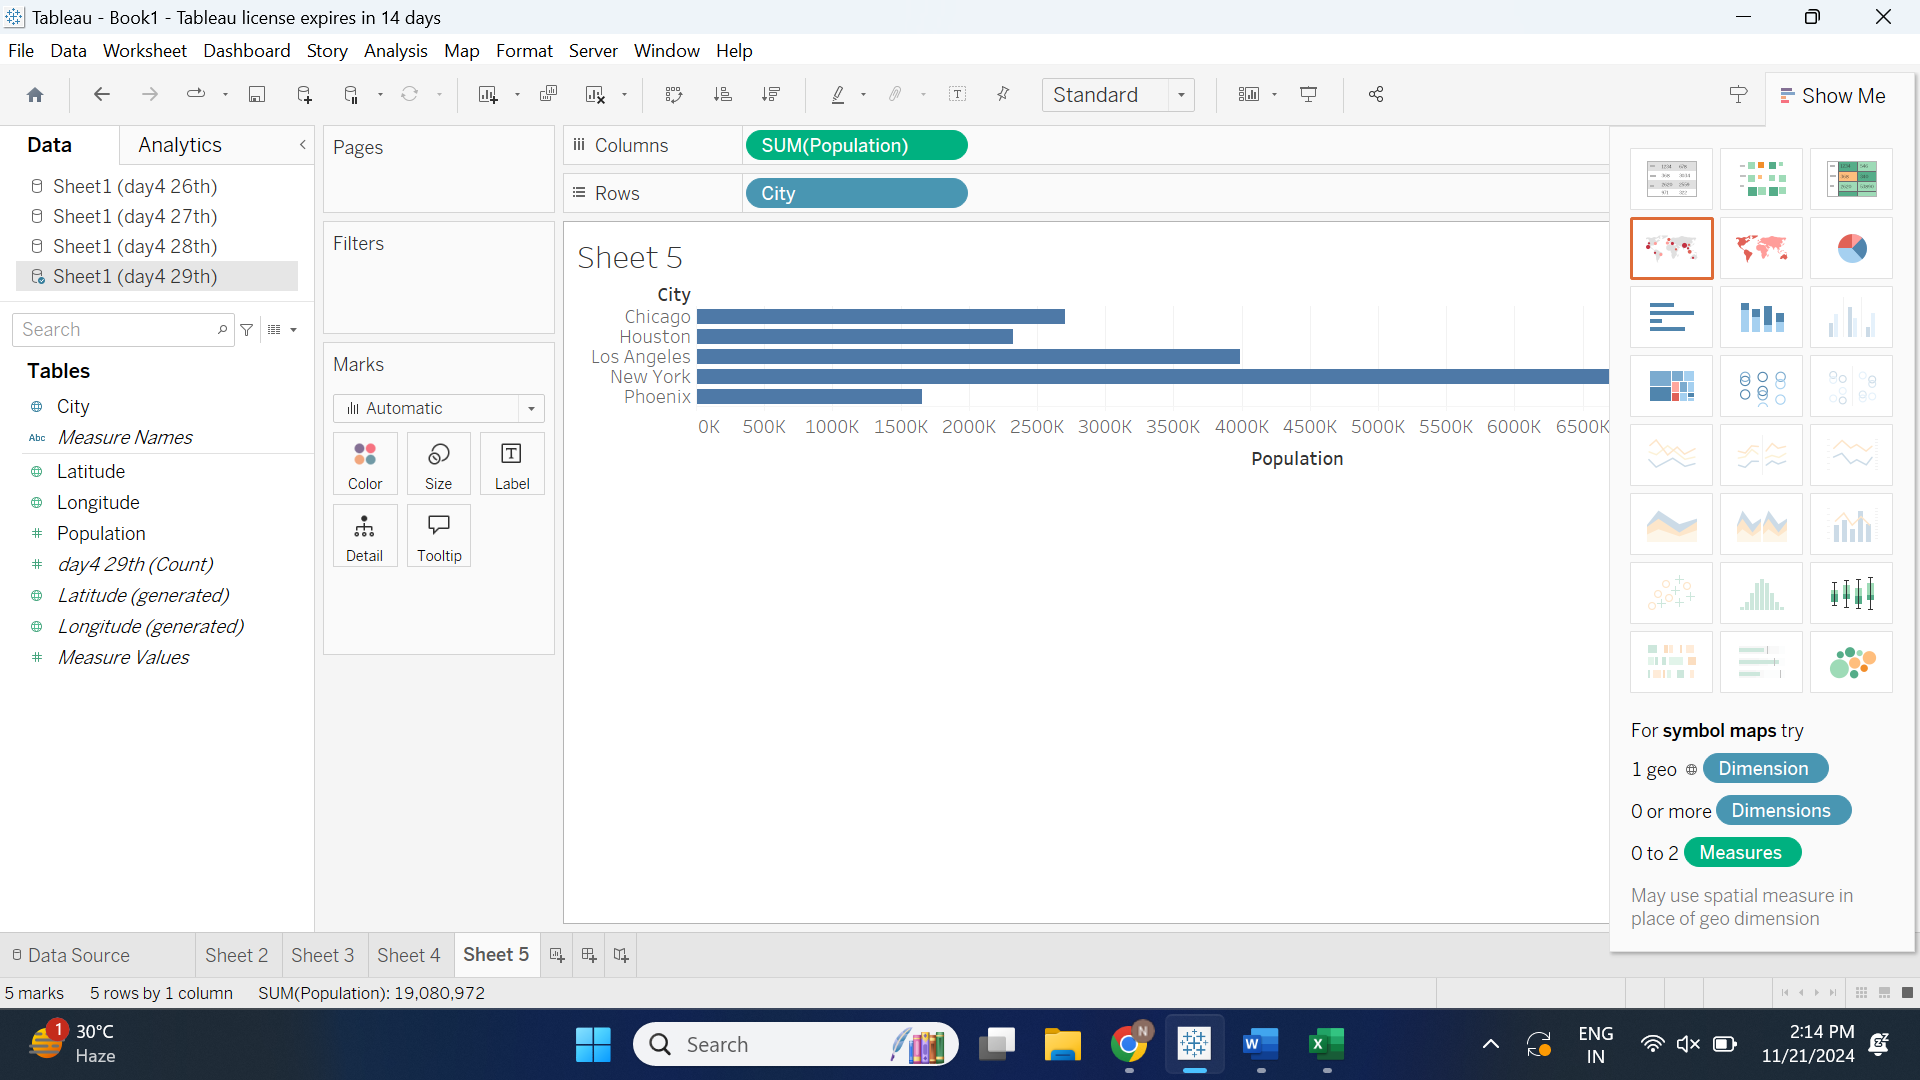 Tableau - Book1 - Tableau license expires in 14 days
File Data Worksheet Dashboard Story Analysis Map Format Server Window Help
Standard
Show Me
Data
Analytics
Sheet1 (day4 26th)
Sheet1 (day4 27th)
Sheet1 (day4 28th)
Sheet1 (day4 29th)
Search
Tables
City
Abc Measure Names
Latitude
Longitude
Population
day4 29th (Count)
Latitude (generated)
Longitude (generated)
Measure Values
Pages
Filters
Marks
Automatic
Color Size Label
Detail Tooltip
Columns SUM(Population)
Rows City
Sheet 5
City
Chicago
Houston
Los Angeles
New York
Phoenix
0K 500K 1000K 1500K 2000K 2500K 3000K 3500K 4000K 4500K 5000K 5500K 6000K 6500K
Population
For symbol maps try
1 geo Dimension
0 or more Dimensions
0 to 2 Measures
May use spatial measure in
place of geo dimension
Data Source Sheet 2 Sheet 3 Sheet 4 Sheet 5
5 marks 5 rows by 1 column SUM(Population): 19,080,972
1
30°C
Haze
Search
N
W
X
ENG
IN
2:14 PM
11/21/2024